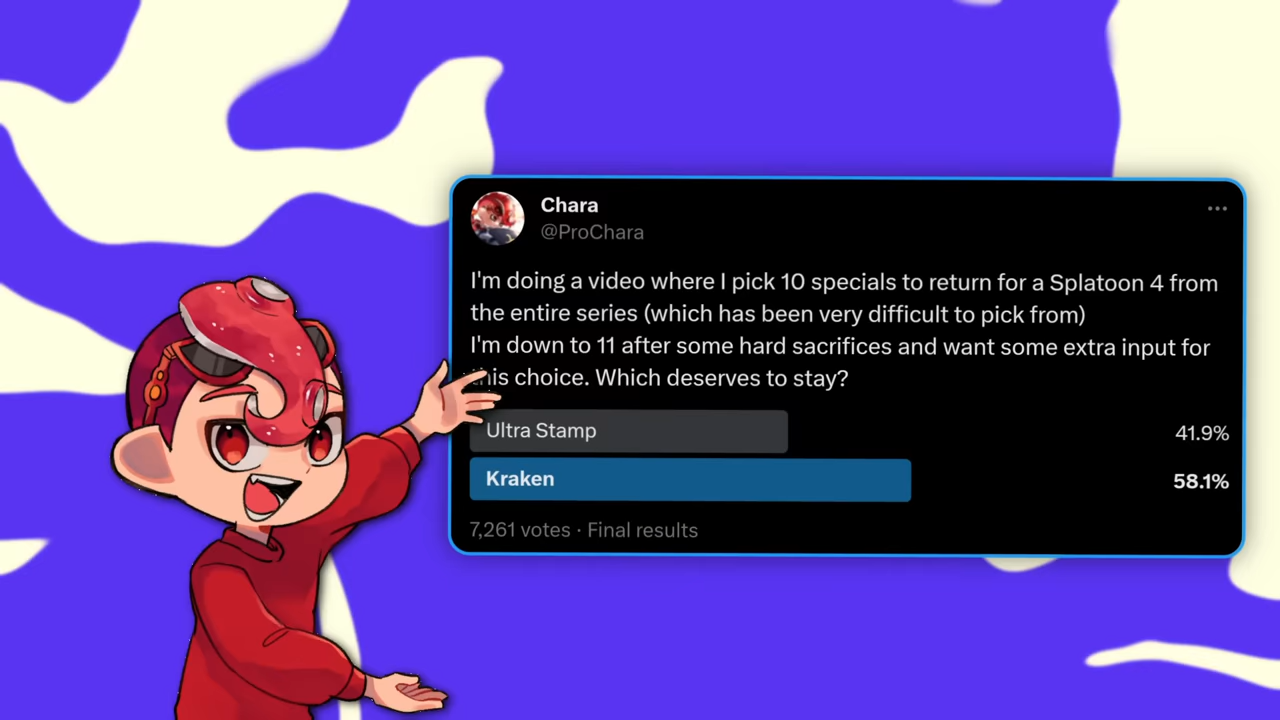 Chara
@ProChara
I'm doing a video where I pick 10 specials to return for a Splatoon 4 from
the entire series (which has been very difficult to pick from)
I'm down to 11 after some hard sacrifices and want some extra input for
this choice. Which deserves to stay?
Ultra Stamp 41.9%
Kraken 58.1%
7,261 votes · Final results